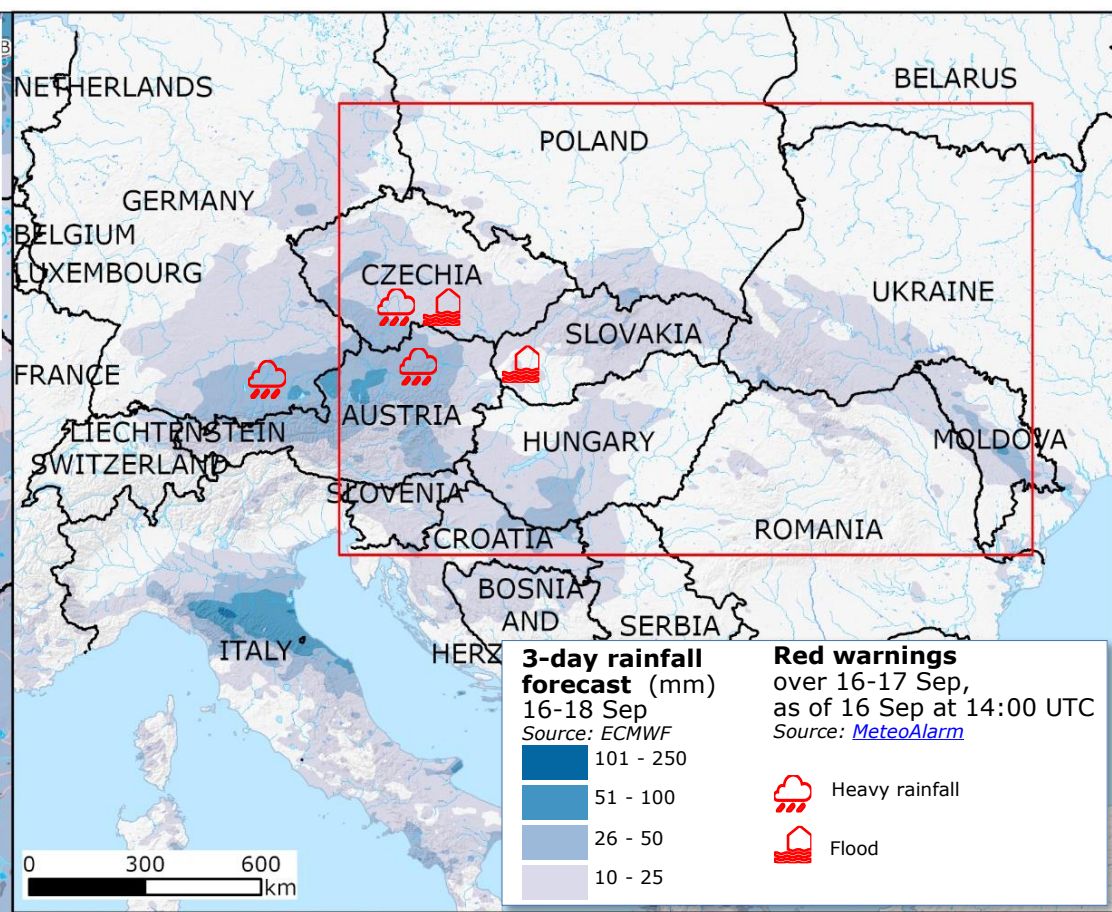 B
NETHERLANDS
BELARUS
POLAND
GERMANY
BELGIUM
LUXEMBOURG
CZECHIA
UKRAINE
SLOVAKIA
FRANCE
AUSTRIA
LIECHTENSTEIN
HUNGARY
MOLDOVA
SWITZERLAND
SLOVENIA
ROMANIA
CROATIA
BOSNIA
AND
HERZ
SERBIA
ITALY
3-day rainfall
forecast (mm)
16-18 Sep
Source: ECMWF
101 - 250
51 - 100
26 - 50
10 - 25
Red warnings
over 16-17 Sep,
as of 16 Sep at 14:00 UTC
Source: MeteoAlarm
Heavy rainfall
Flood
0 300 600
km